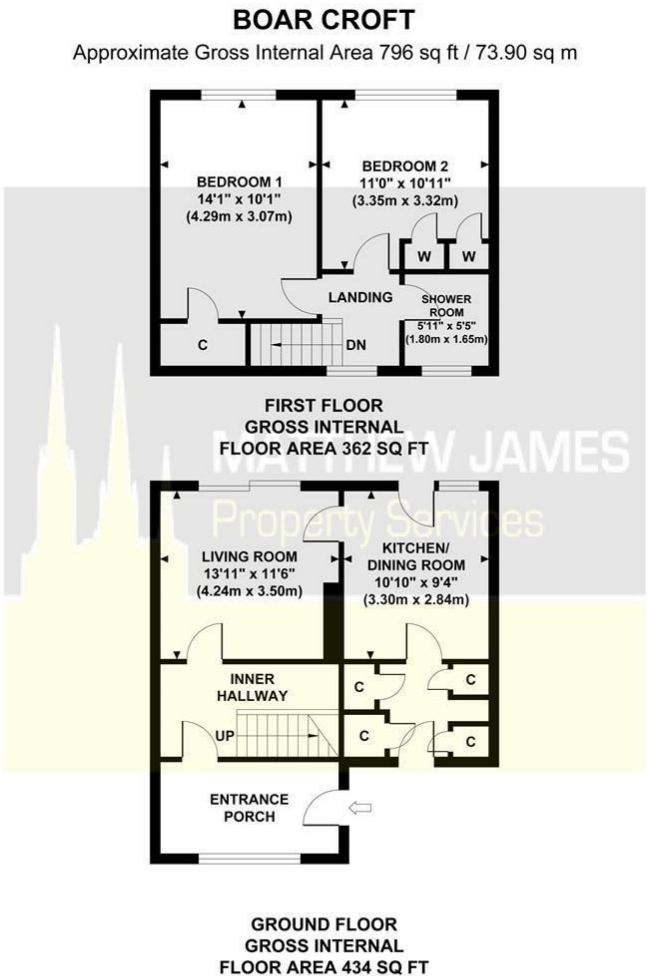 BOAR CROFT
Approximate Gross Internal Area 796 sq ft / 73.90 sq m
BEDROOM 1
14'1" x 10'1"
(4.29m x 3.07m)
BEDROOM 2
11'0" x 10'11"
(3.35m x 3.32m)
W
W
LANDING
SHOWER
ROOM
5'11" x 5'5"
(1.80m x 1.65m)
C
DN
FIRST FLOOR
GROSS INTERNAL
FLOOR AREA 362 SQ FT
MATTHEW JAMES
Property Services
LIVING ROOM
13'11" x 11'6"
(4.24m x 3.50m)
KITCHEN/
DINING ROOM
10'10" x 9'4"
(3.30m x 2.84m)
INNER
HALLWAY
UP
C
C
C
C
ENTRANCE
PORCH
GROUND FLOOR
GROSS INTERNAL
FLOOR AREA 434 SQ FT